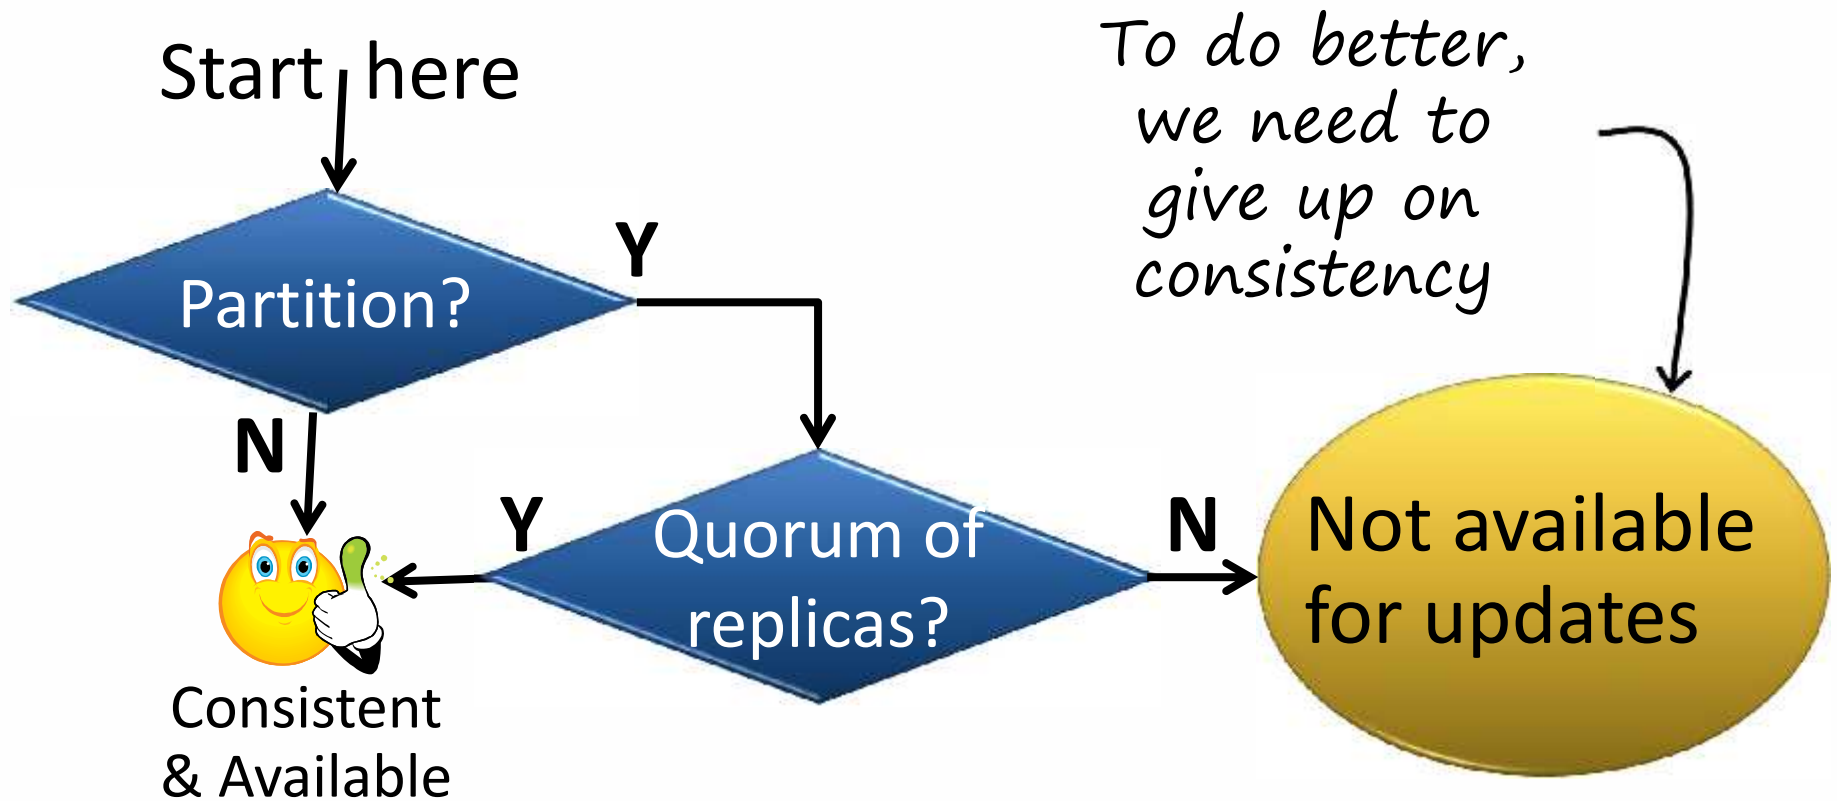 Start here
To do better,
we need to
give up on
consistency
Y
Partition?
N
Y
Quorum of
replicas?
N
Not available
for updates
Consistent
& Available